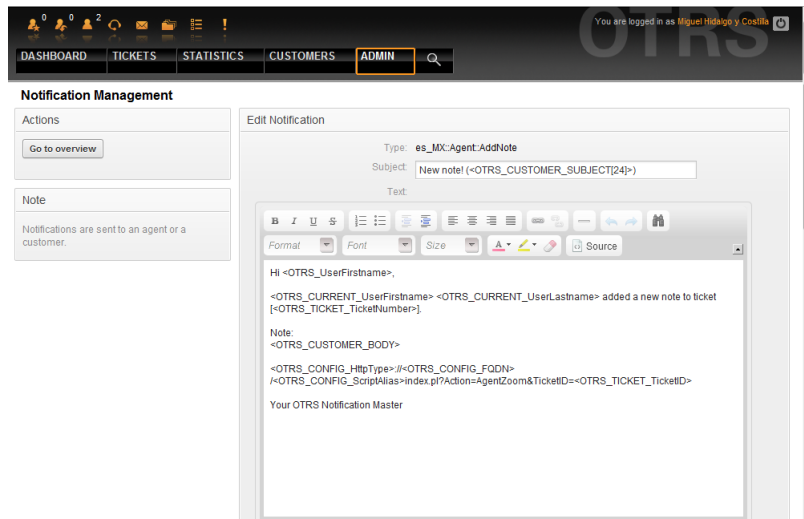 0 0 2
You are logged in as Miguel Hidalgo y Costilla
OTRS
DASHBOARD TICKETS STATISTICS CUSTOMERS ADMIN
Notification Management
Actions
Go to overview
Note
Notifications are sent to an agent or a
customer.
Edit Notification
Type: es_MX::Agent::AddNote
Subject: New note! (<OTRS_CUSTOMER_SUBJECT[24]>)
Text:
B I U S
Format Font Size A Source
Hi <OTRS_UserFirstname>,
<OTRS_CURRENT_UserFirstname> <OTRS_CURRENT_UserLastname> added a new note to ticket
[<OTRS_TICKET_TicketNumber>].
Note:
<OTRS_CUSTOMER_BODY>
<OTRS_CONFIG_HttpType>://<OTRS_CONFIG_FQDN>
/<OTRS_CONFIG_ScriptAlias>index.pl?Action=AgentZoom&TicketID=<OTRS_TICKET_TicketID>
Your OTRS Notification Master